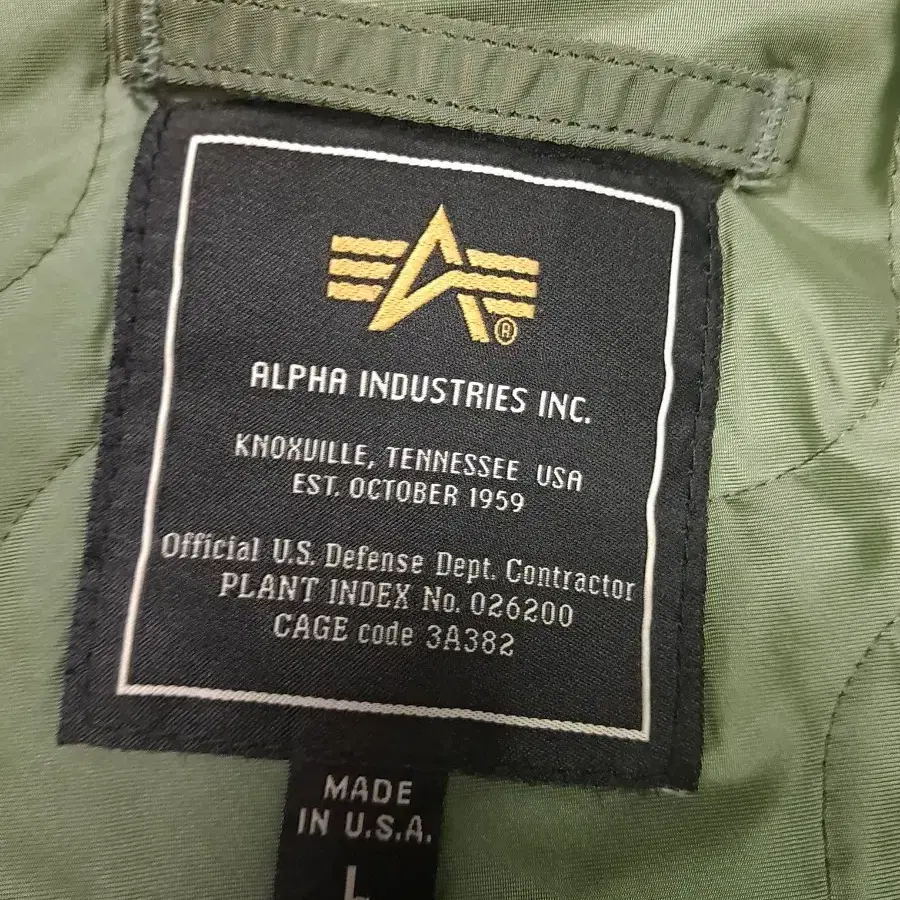 ALPHA INDUSTRIES INC.
KNOXVILLE, TENNESSEE USA
EST. OCTOBER 1959
Official U.S. Defense Dept. Contractor
PLANT INDEX No. 026200
CAGE code 3A382
MADE
IN U.S.A.
L